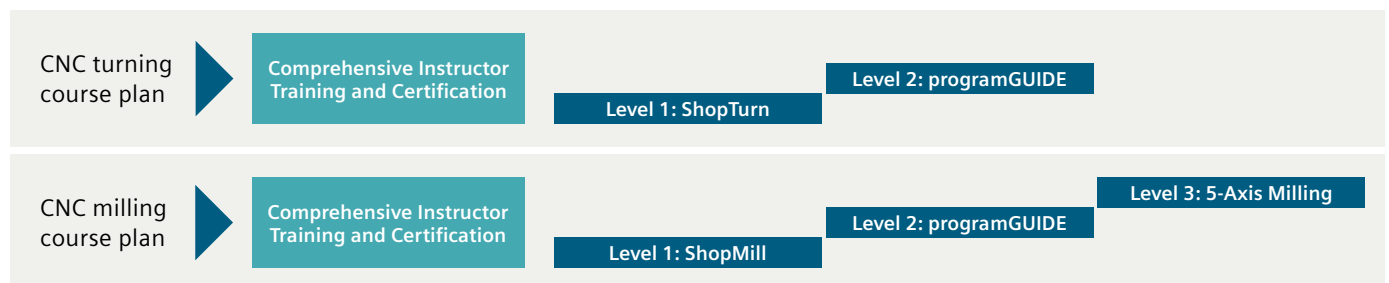 CNC turning
course plan
Comprehensive Instructor
Training and Certification
Level 1: ShopTurn
Level 2: programGUIDE
CNC milling
course plan
Comprehensive Instructor
Training and Certification
Level 1: ShopMill
Level 2: programGUIDE
Level 3: 5-Axis Milling